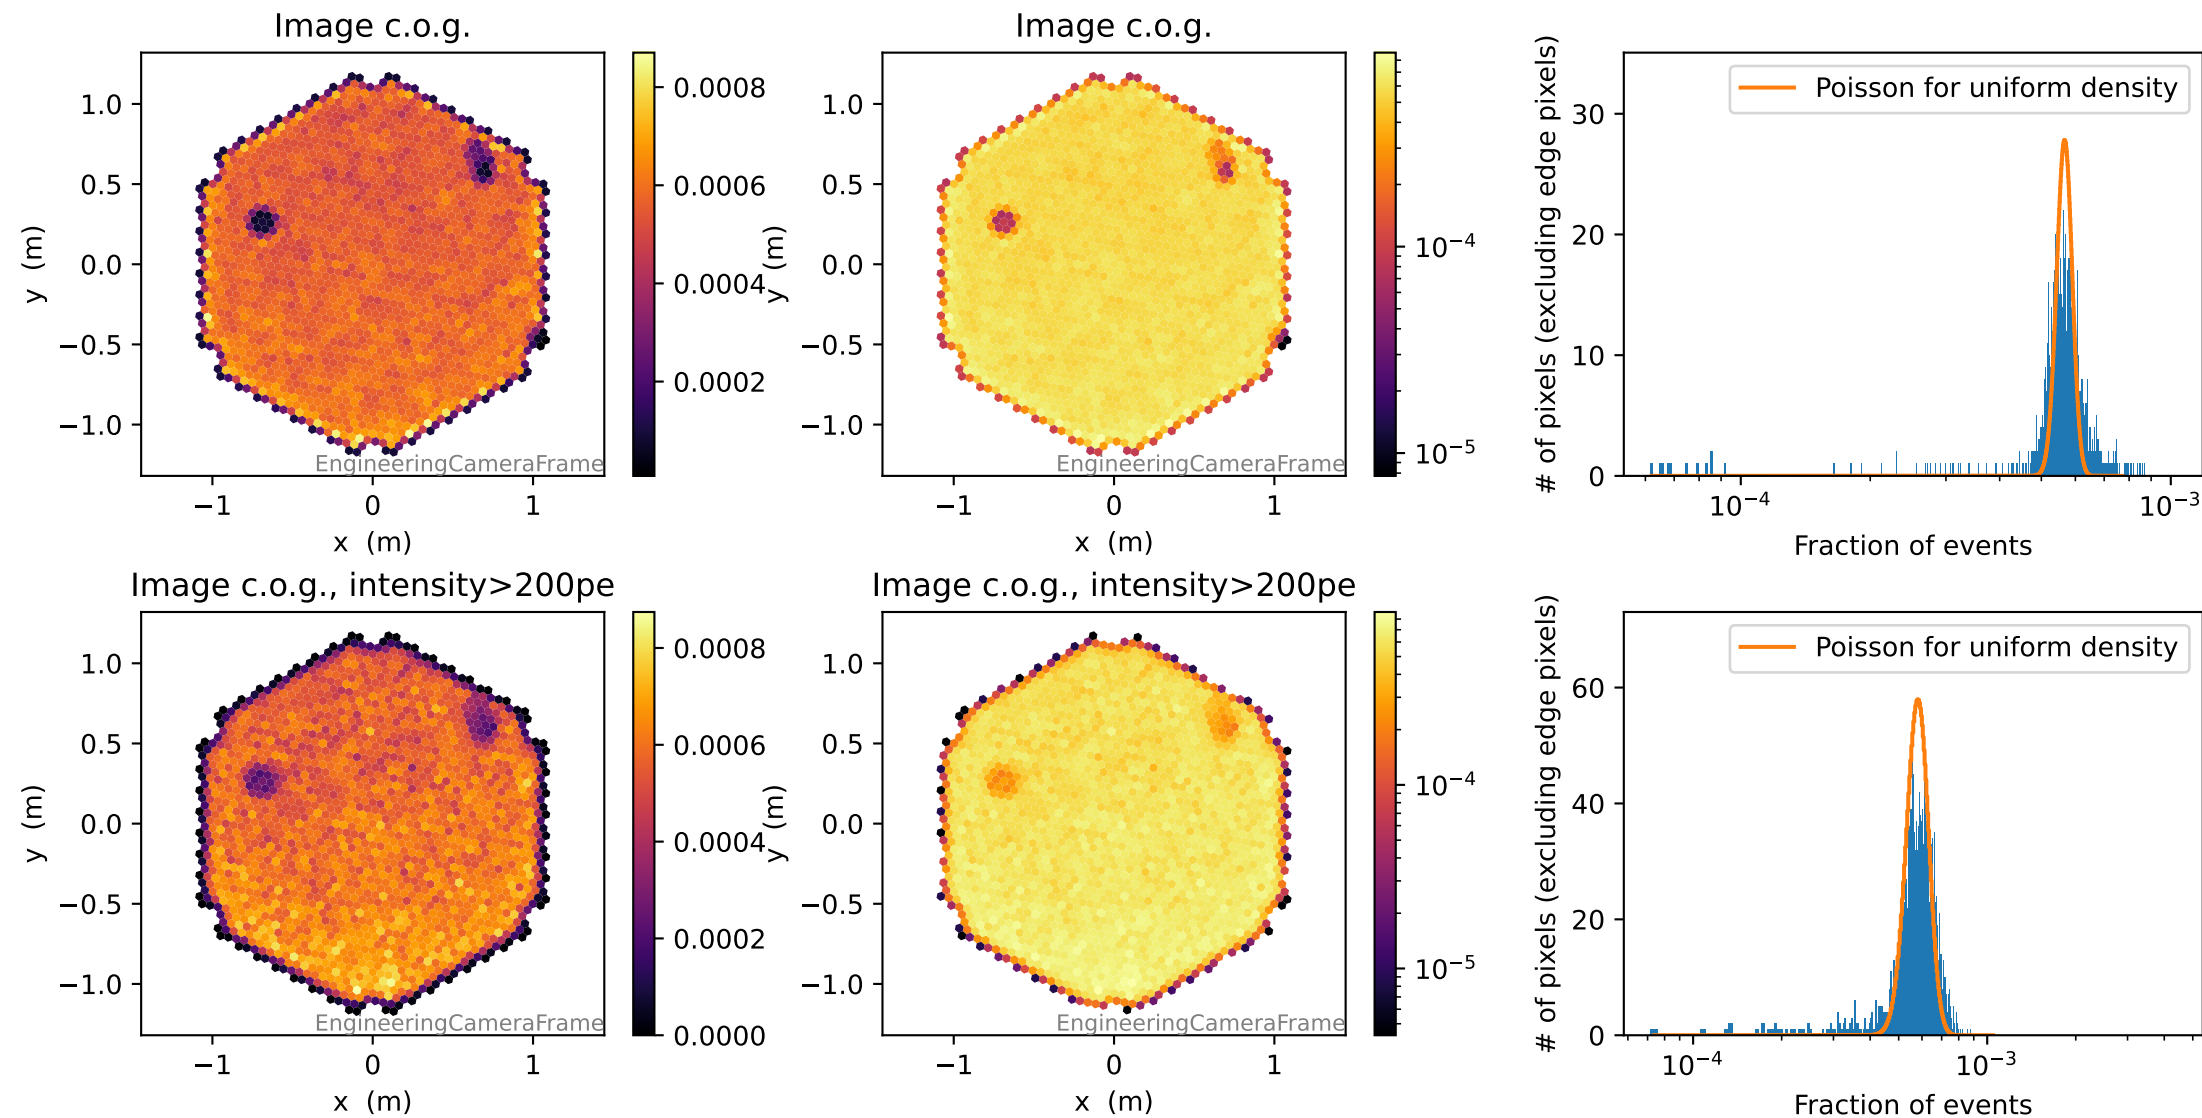 Image c.o.g.
1.0
0.5
0.0
−0.5
−1.0
y (m)
−1
0
1
x (m)
EngineeringCameraFrame
0.0008
0.0006
0.0004
0.0002
Image c.o.g.
1.0
0.5
0.0
−0.5
−1.0
y (m)
−1
0
1
x (m)
EngineeringCameraFrame
10⁻⁴
10⁻⁵
# of pixels (excluding edge pixels)
30
20
10
0
Poisson for uniform density
10⁻⁴
10⁻³
Fraction of events
Image c.o.g., intensity>200pe
1.0
0.5
0.0
−0.5
−1.0
y (m)
−1
0
1
x (m)
EngineeringCameraFrame
0.0008
0.0006
0.0004
0.0002
0.0000
Image c.o.g., intensity>200pe
1.0
0.5
0.0
−0.5
−1.0
y (m)
−1
0
1
x (m)
EngineeringCameraFrame
10⁻⁴
10⁻⁵
# of pixels (excluding edge pixels)
60
40
20
0
Poisson for uniform density
10⁻⁴
10⁻³
Fraction of events